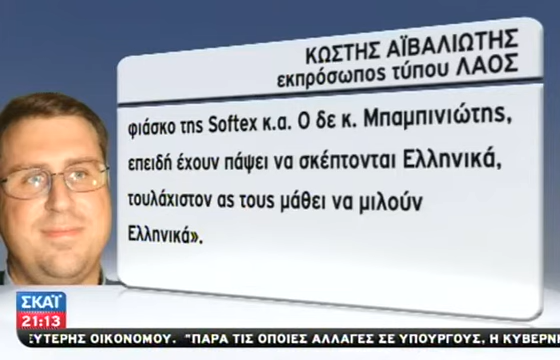 ΚΩΣΤΗΣ ΑΪΒΑΛΙΩΤΗΣ
εκπρόσωπος τύπου ΛΑΟΣ
φιάσκο της Softex κ.α. Ο δε κ. Μπαμπινιώτης,
επειδή έχουν πάψει να σκέπτονται Ελληνικά,
τουλάχιστον ας τους μάθει να μιλούν
Ελληνικά».
ΣΚΑΪ
21:13
ΕΥΤΕΡΗΣ ΟΙΚΟΝΟΜΟΥ. "ΠΑΡΑ ΤΙΣ ΟΠΟΙΕΣ ΑΛΛΑΓΕΣ ΣΕ ΥΠΟΥΡΓΟΥΣ, Η ΚΥΒΕΡΝ